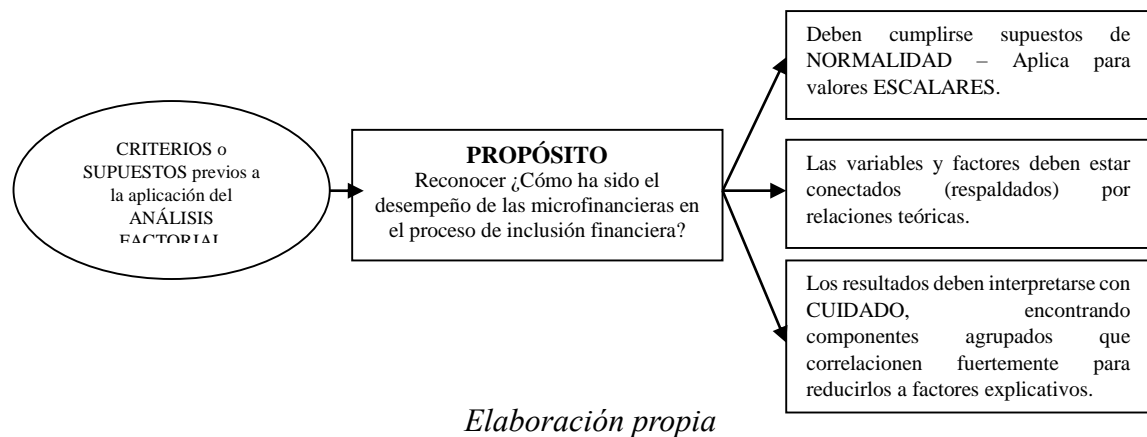 CRITERIOS o
SUPUESTOS previos a
la aplicación del
ANÁLISIS
FACTORIAL
PROPÓSITO
Reconocer ¿Cómo ha sido el
desempeño de las microfinancieras en
el proceso de inclusión financiera?
Deben cumplirse supuestos de
NORMALIDAD – Aplica para
valores ESCALARES.
Las variables y factores deben estar
conectados (respaldados) por
relaciones teóricas.
Los resultados deben interpretarse con
CUIDADO, encontrando
componentes agrupados que
correlacionen fuertemente para
reducirlos a factores explicativos.
Elaboración propia